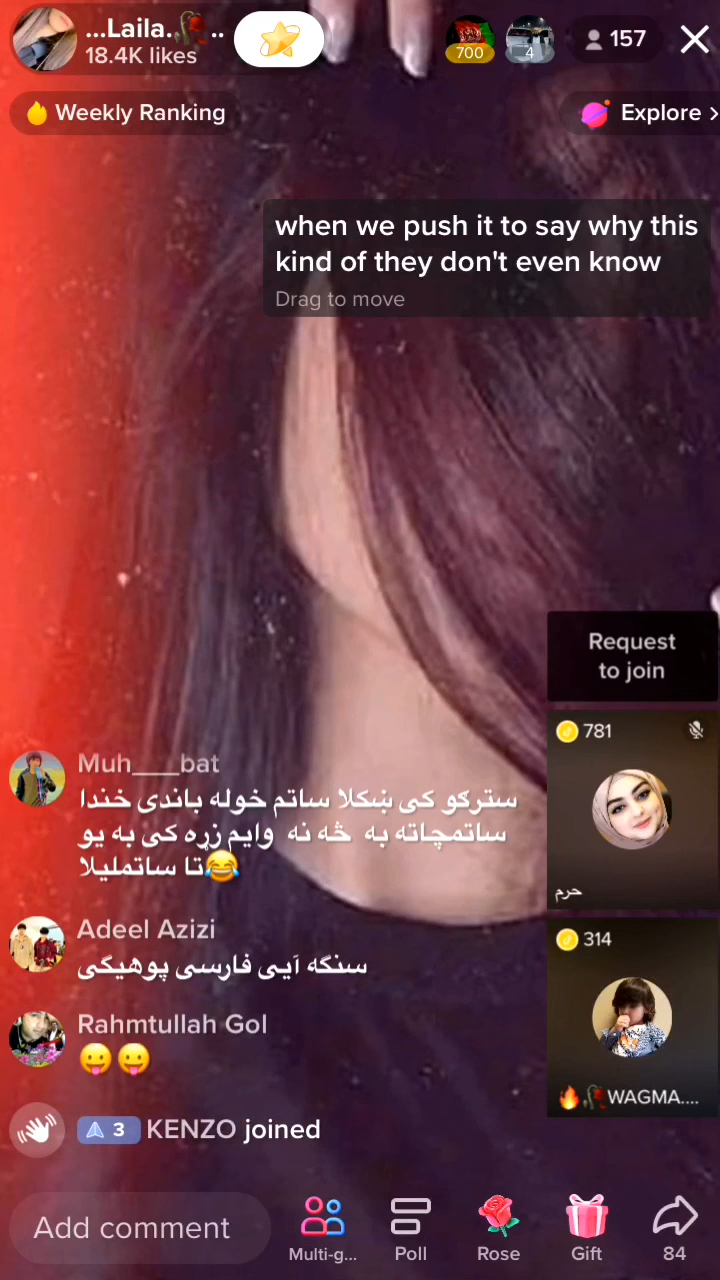 ...Laila.🥀..
18.4K likes
700
4
157
Weekly Ranking
Explore
when we push it to say why this
kind of they don't even know
Drag to move
Request
to join
781
حرم
314
🔥🥀WAGMA....
Muh___bat
سترګو کی ښکلا ساتم خوله باندی خندا
ساتمچاته به څه نه وایم زړه کی به یو
😂تا ساتملیلا
Adeel Azizi
سنګه آیی فارسی پوهیګی
Rahmtullah Gol
😛😛
3 KENZO joined
Add comment
Multi-g...
Poll
Rose
Gift
84